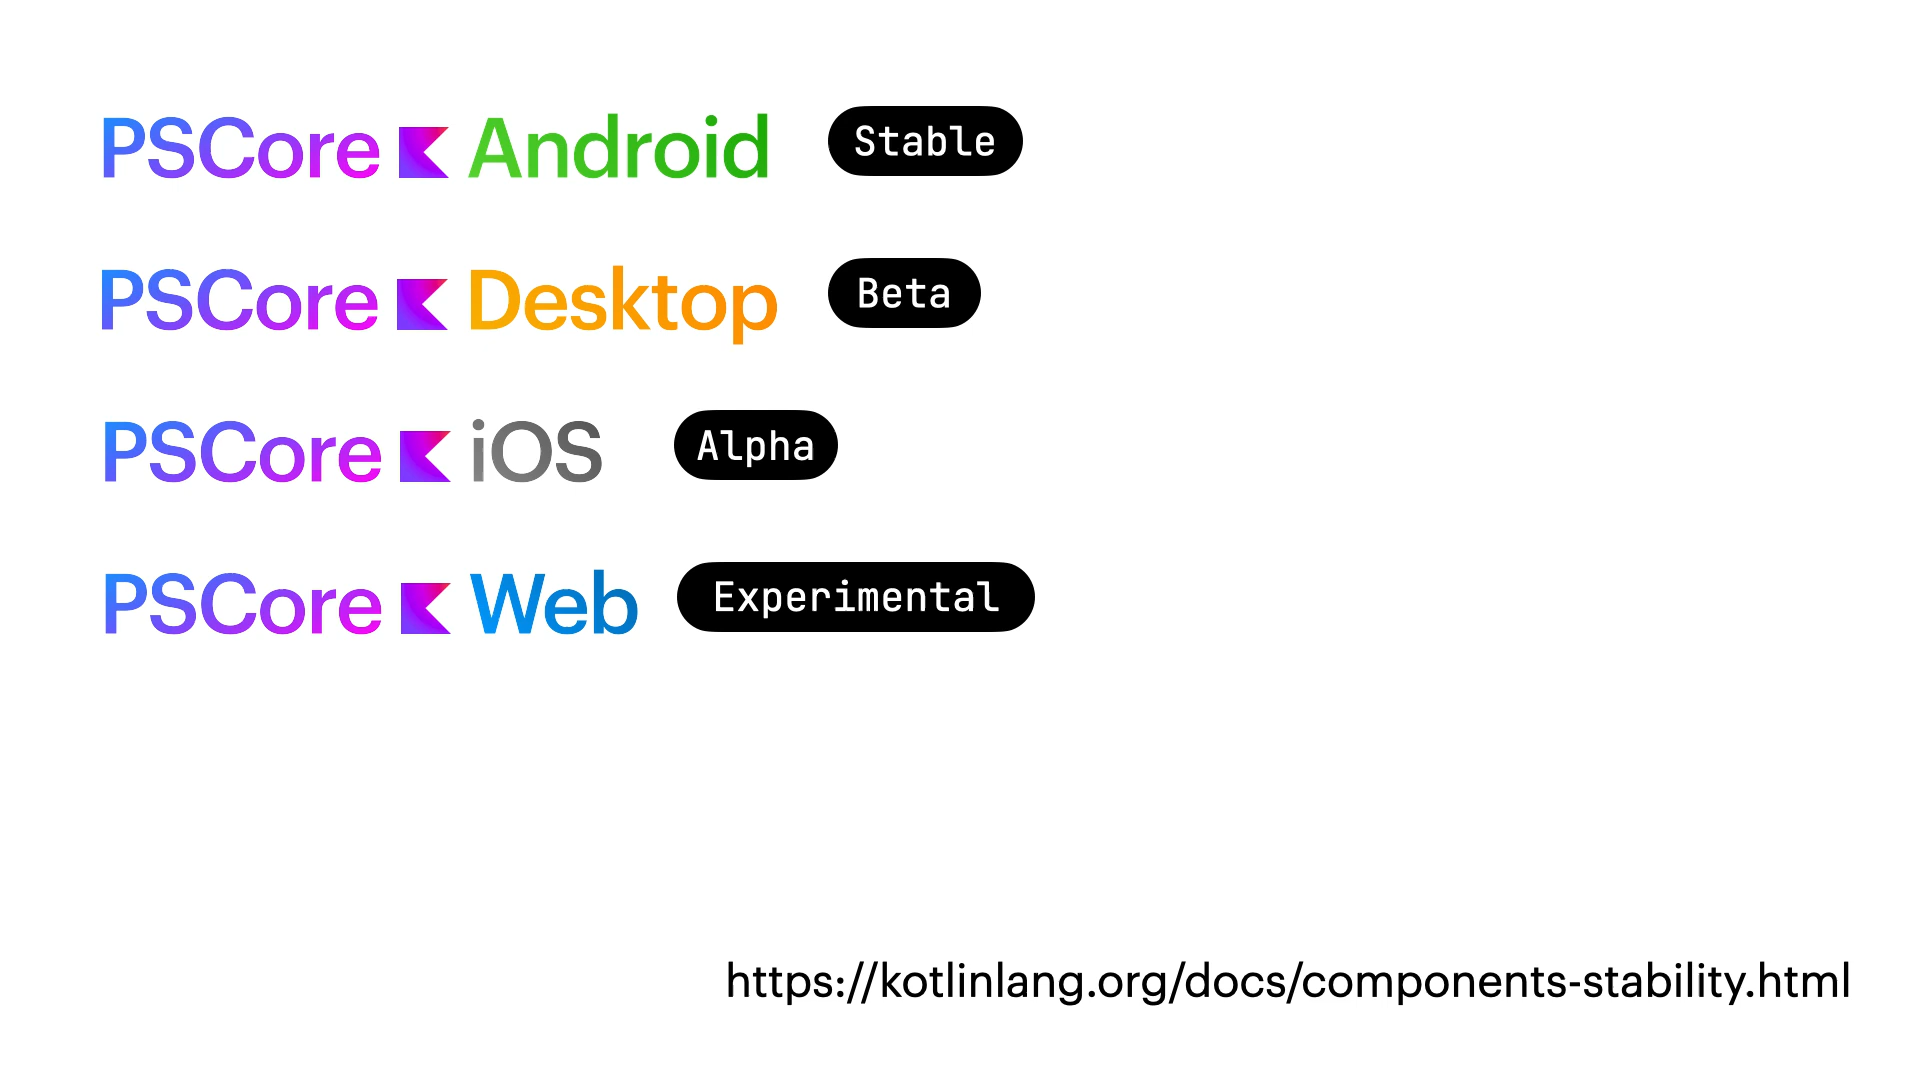 PSCore Android Stable
PSCore Desktop Beta
PSCore iOS Alpha
PSCore Web Experimental
https://kotlinlang.org/docs/components-stability.html